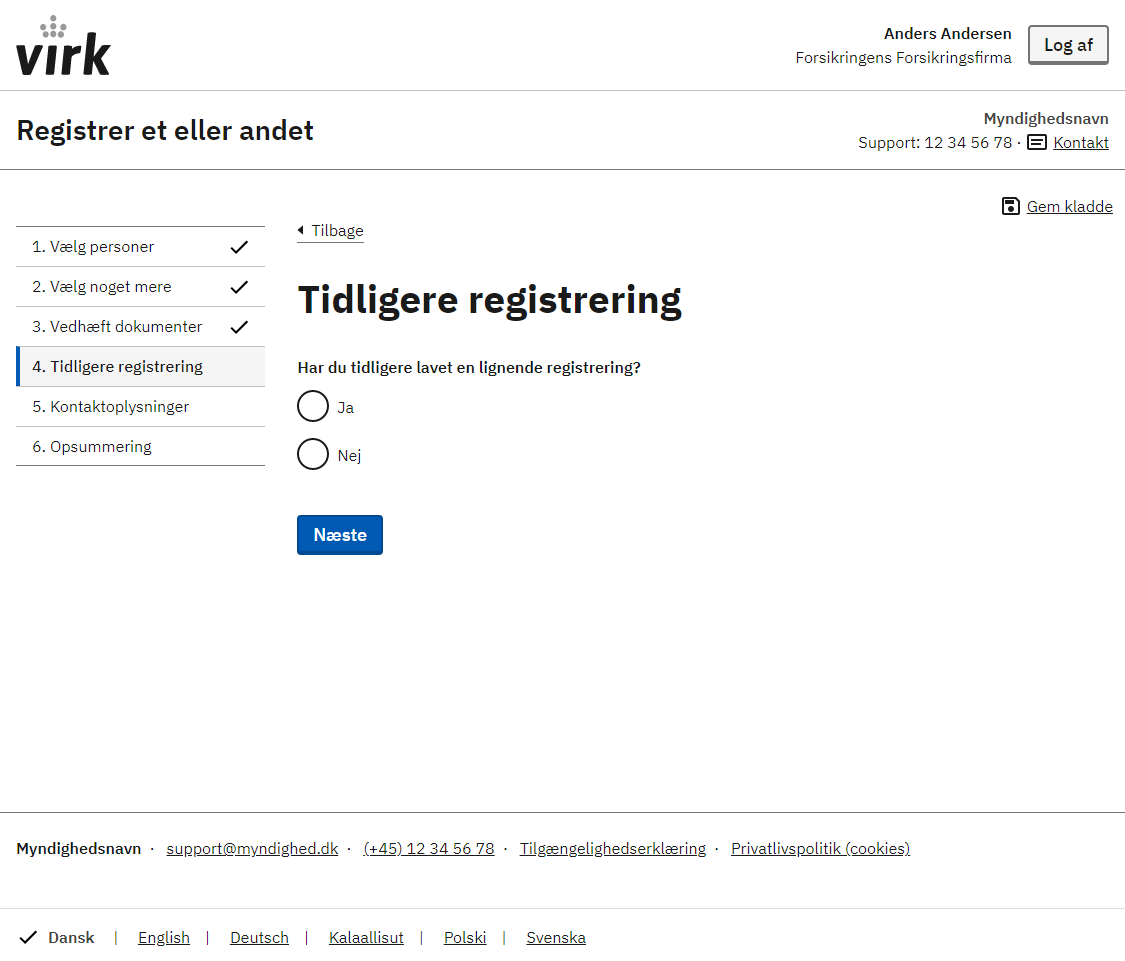 virk
Anders Andersen
Forsikringens Forsikringsfirma
Log af
Registrer et eller andet
Myndighedsnavn
Support: 12 34 56 78 · Kontakt
Gem kladde
1. Vælg personer
2. Vælg noget mere
3. Vedhæft dokumenter
4. Tidligere registrering
5. Kontaktoplysninger
6. Opsummering
Tilbage
Tidligere registrering
Har du tidligere lavet en lignende registrering?
Ja
Nej
Næste
Myndighedsnavn · support@myndighed.dk · (+45) 12 34 56 78 · Tilgængelighedserklæring · Privatlivspolitik (cookies)
Dansk | English | Deutsch | Kalaallisut | Polski | Svenska